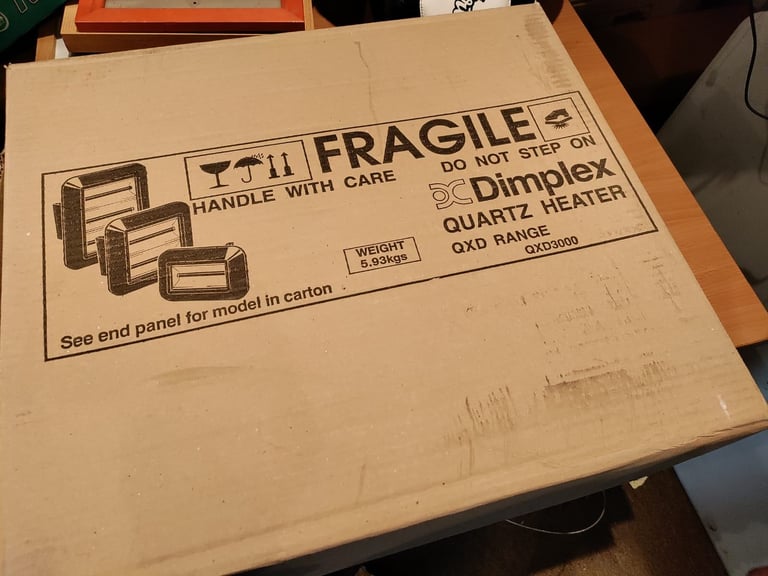 FRAGILE
HANDLE WITH CARE
DO NOT STEP ON
Dimplex
QUARTZ HEATER
QXD RANGE
QXD3000
WEIGHT
5.93kgs
See end panel for model in carton